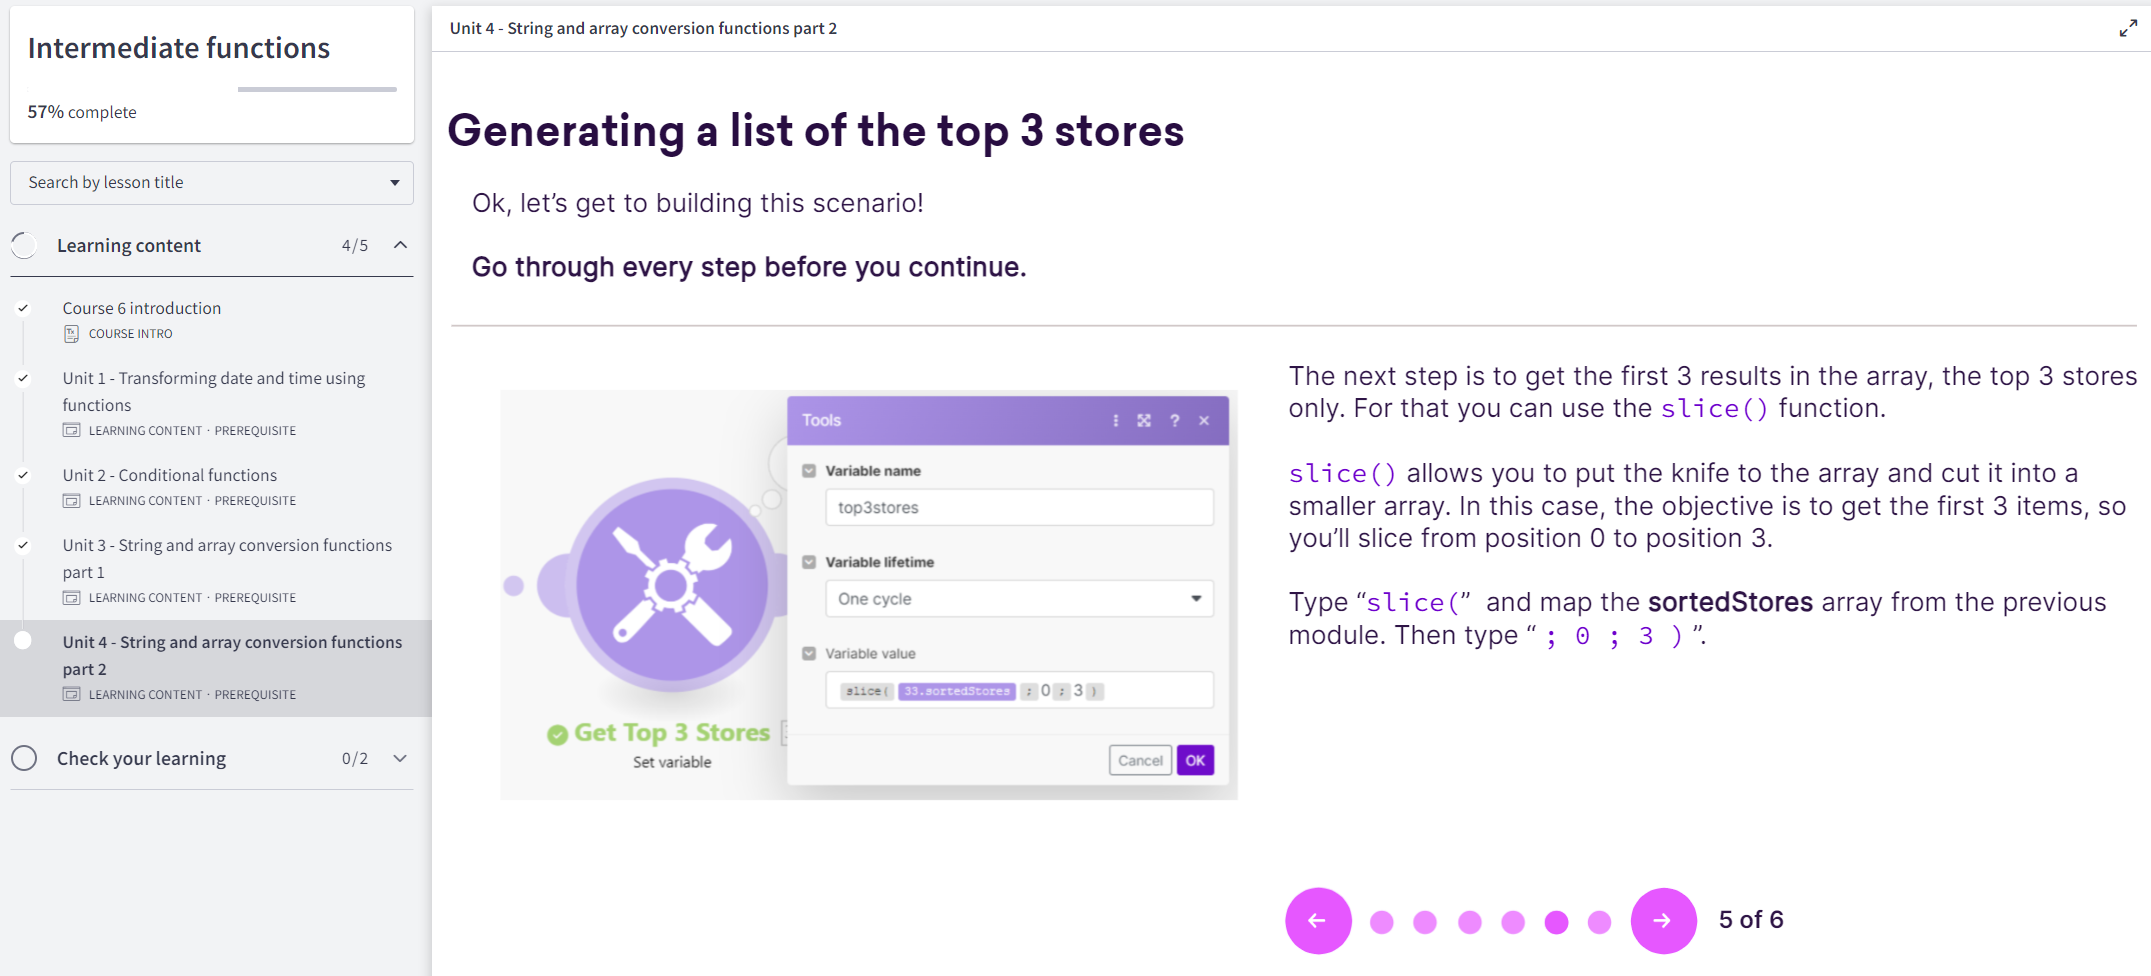 Intermediate functions
57% complete
Search by lesson title
Learning content 4/5
Course 6 introduction
COURSE INTRO
Unit 1 - Transforming date and time using
functions
LEARNING CONTENT · PREREQUISITE
Unit 2 - Conditional functions
LEARNING CONTENT · PREREQUISITE
Unit 3 - String and array conversion functions
part 1
LEARNING CONTENT · PREREQUISITE
Unit 4 - String and array conversion functions
part 2
LEARNING CONTENT · PREREQUISITE
Check your learning 0/2
Unit 4 - String and array conversion functions part 2
Generating a list of the top 3 stores
Ok, let’s get to building this scenario!
Go through every step before you continue.
Tools
Variable name
top3stores
Variable lifetime
One cycle
Variable value
slice( 33.sortedStores ; 0 ; 3 )
Cancel OK
Get Top 3 Stores
Set variable
The next step is to get the first 3 results in the array, the top 3 stores
only. For that you can use the slice() function.
slice() allows you to put the knife to the array and cut it into a
smaller array. In this case, the objective is to get the first 3 items, so
you’ll slice from position 0 to position 3.
Type “slice(” and map the sortedStores array from the previous
module. Then type “ ; 0 ; 3 ) ”.
5 of 6